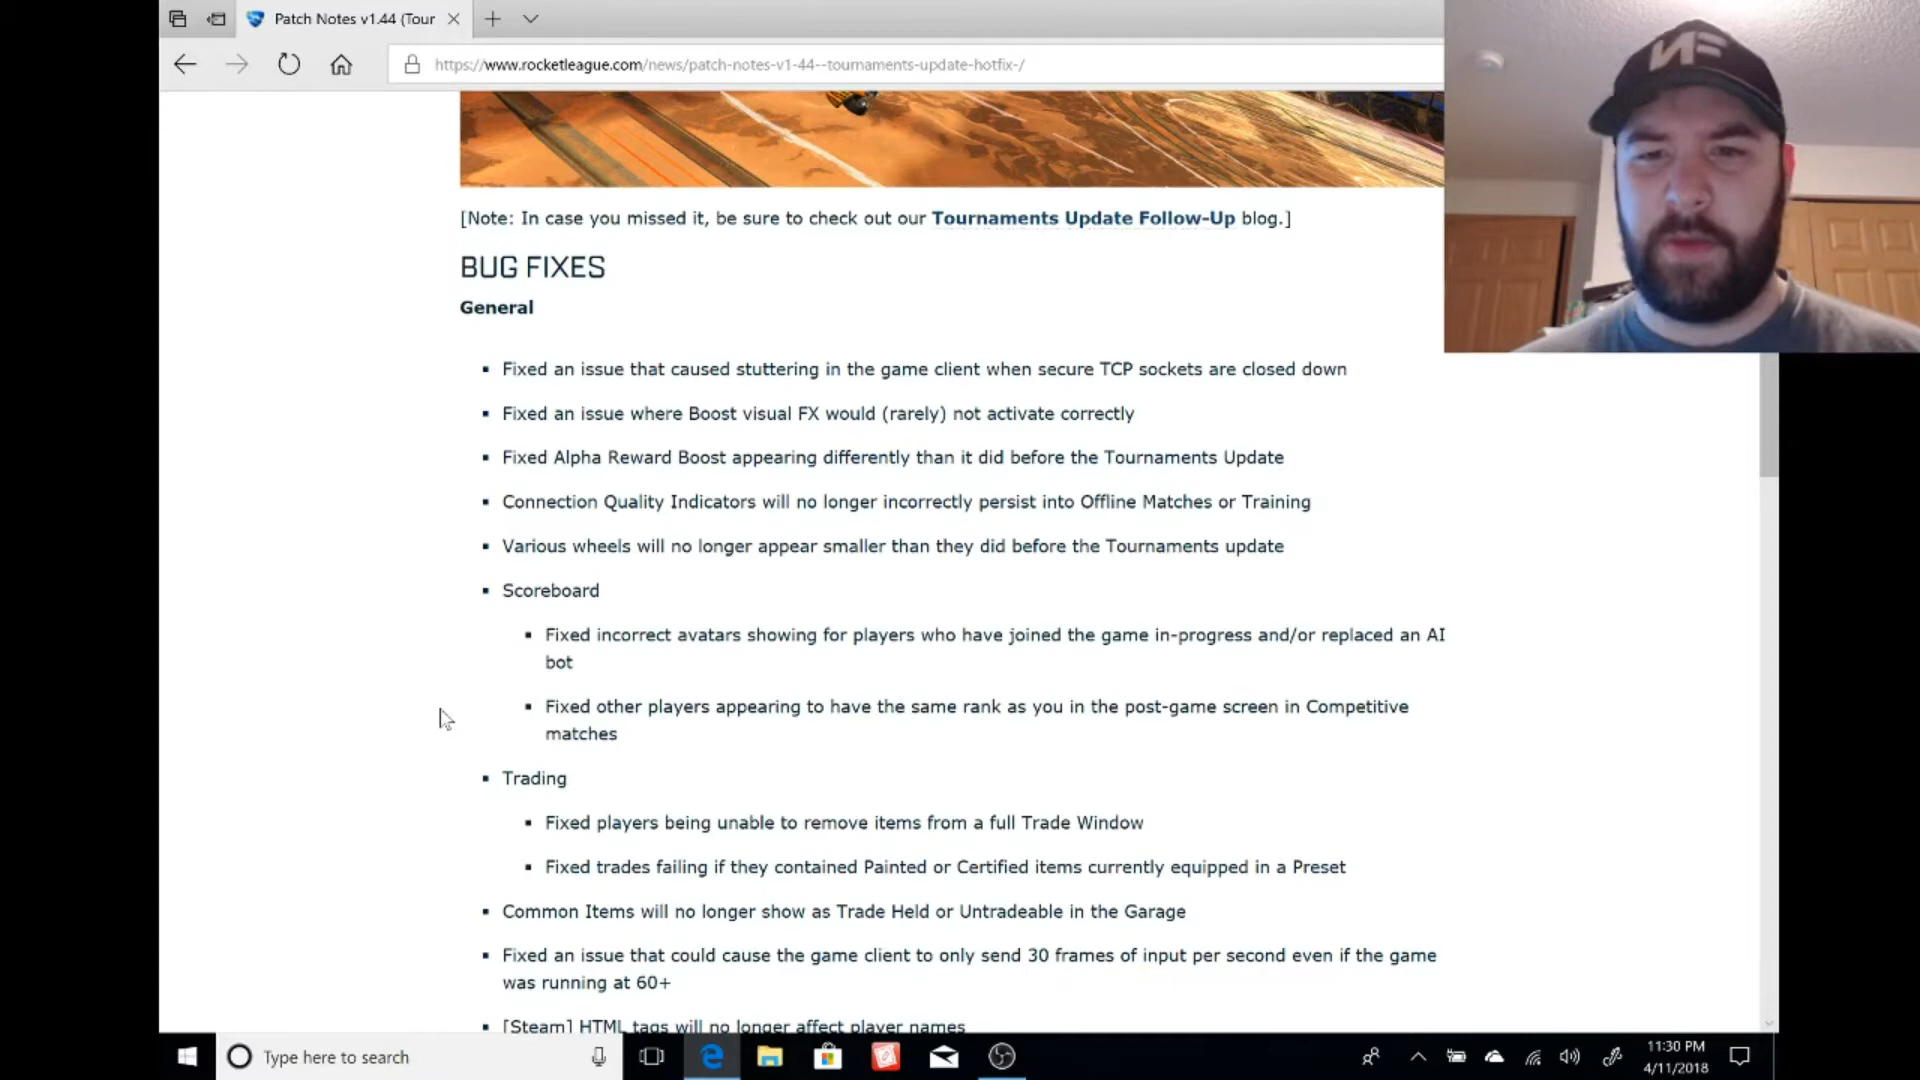 Patch Notes v1.44 (Tour
https://www.rocketleague.com/news/patch-notes-v1-44--tournaments-update-hotfix-/
NF
[Note: In case you missed it, be sure to check out our Tournaments Update Follow-Up blog.]
BUG FIXES
General
▪ Fixed an issue that caused stuttering in the game client when secure TCP sockets are closed down
▪ Fixed an issue where Boost visual FX would (rarely) not activate correctly
▪ Fixed Alpha Reward Boost appearing differently than it did before the Tournaments Update
▪ Connection Quality Indicators will no longer incorrectly persist into Offline Matches or Training
▪ Various wheels will no longer appear smaller than they did before the Tournaments update
▪ Scoreboard
▪ Fixed incorrect avatars showing for players who have joined the game in-progress and/or replaced an AI
bot
▪ Fixed other players appearing to have the same rank as you in the post-game screen in Competitive
matches
▪ Trading
▪ Fixed players being unable to remove items from a full Trade Window
▪ Fixed trades failing if they contained Painted or Certified items currently equipped in a Preset
▪ Common Items will no longer show as Trade Held or Untradeable in the Garage
▪ Fixed an issue that could cause the game client to only send 30 frames of input per second even if the game
was running at 60+
▪ [Steam] HTML tags will no longer affect player names
Type here to search
11:30 PM
4/11/2018